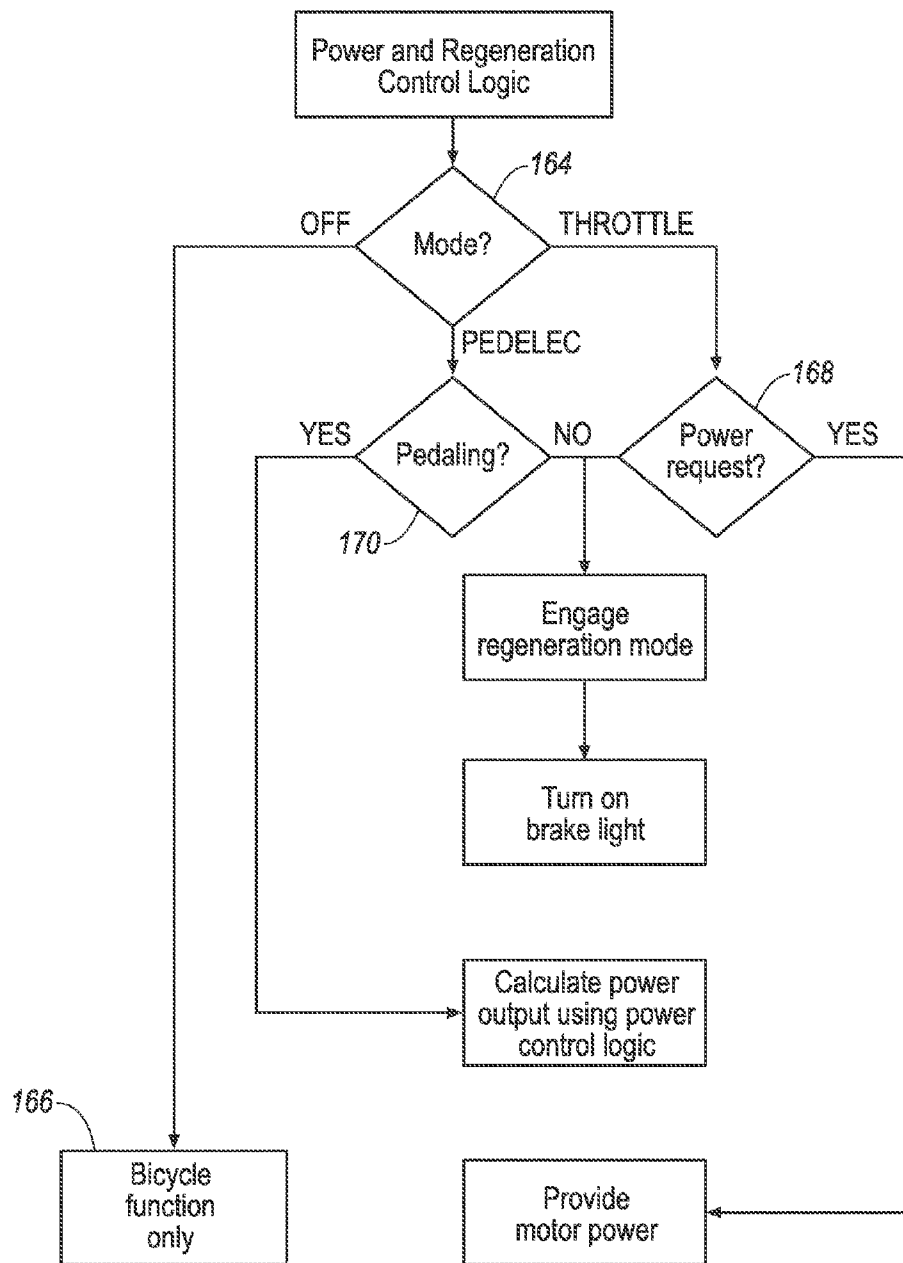 Power and Regeneration
Control Logic
164
OFF
Mode?
THROTTLE
PEDELEC
168
YES
Pedaling?
NO
Power
request?
YES
170
Engage
regeneration mode
Turn on
brake light
Calculate power
output using power
control logic
166
Bicycle
function
only
Provide
motor power